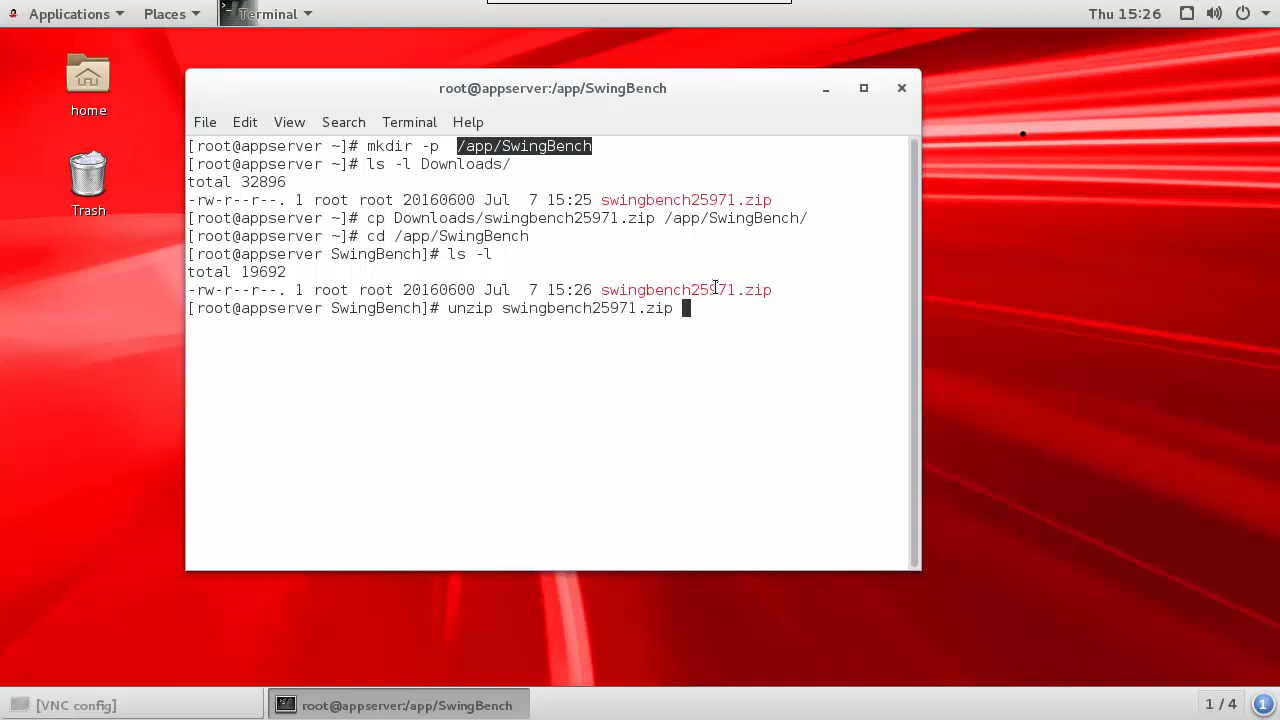 Applications Places Terminal Thu 15:26
home
Trash
root@appserver:/app/SwingBench
File Edit View Search Terminal Help
[root@appserver ~]# mkdir -p  /app/SwingBench
[root@appserver ~]# ls -l Downloads/
total 32896
-rw-r--r--. 1 root root 20160600 Jul  7 15:25 swingbench25971.zip
[root@appserver ~]# cp Downloads/swingbench25971.zip /app/SwingBench/
[root@appserver ~]# cd /app/SwingBench
[root@appserver SwingBench]# ls -l
total 19692
-rw-r--r--. 1 root root 20160600 Jul  7 15:26 swingbench25971.zip
[root@appserver SwingBench]# unzip swingbench25971.zip
[VNC config] root@appserver:/app/SwingBench 1 / 4 1